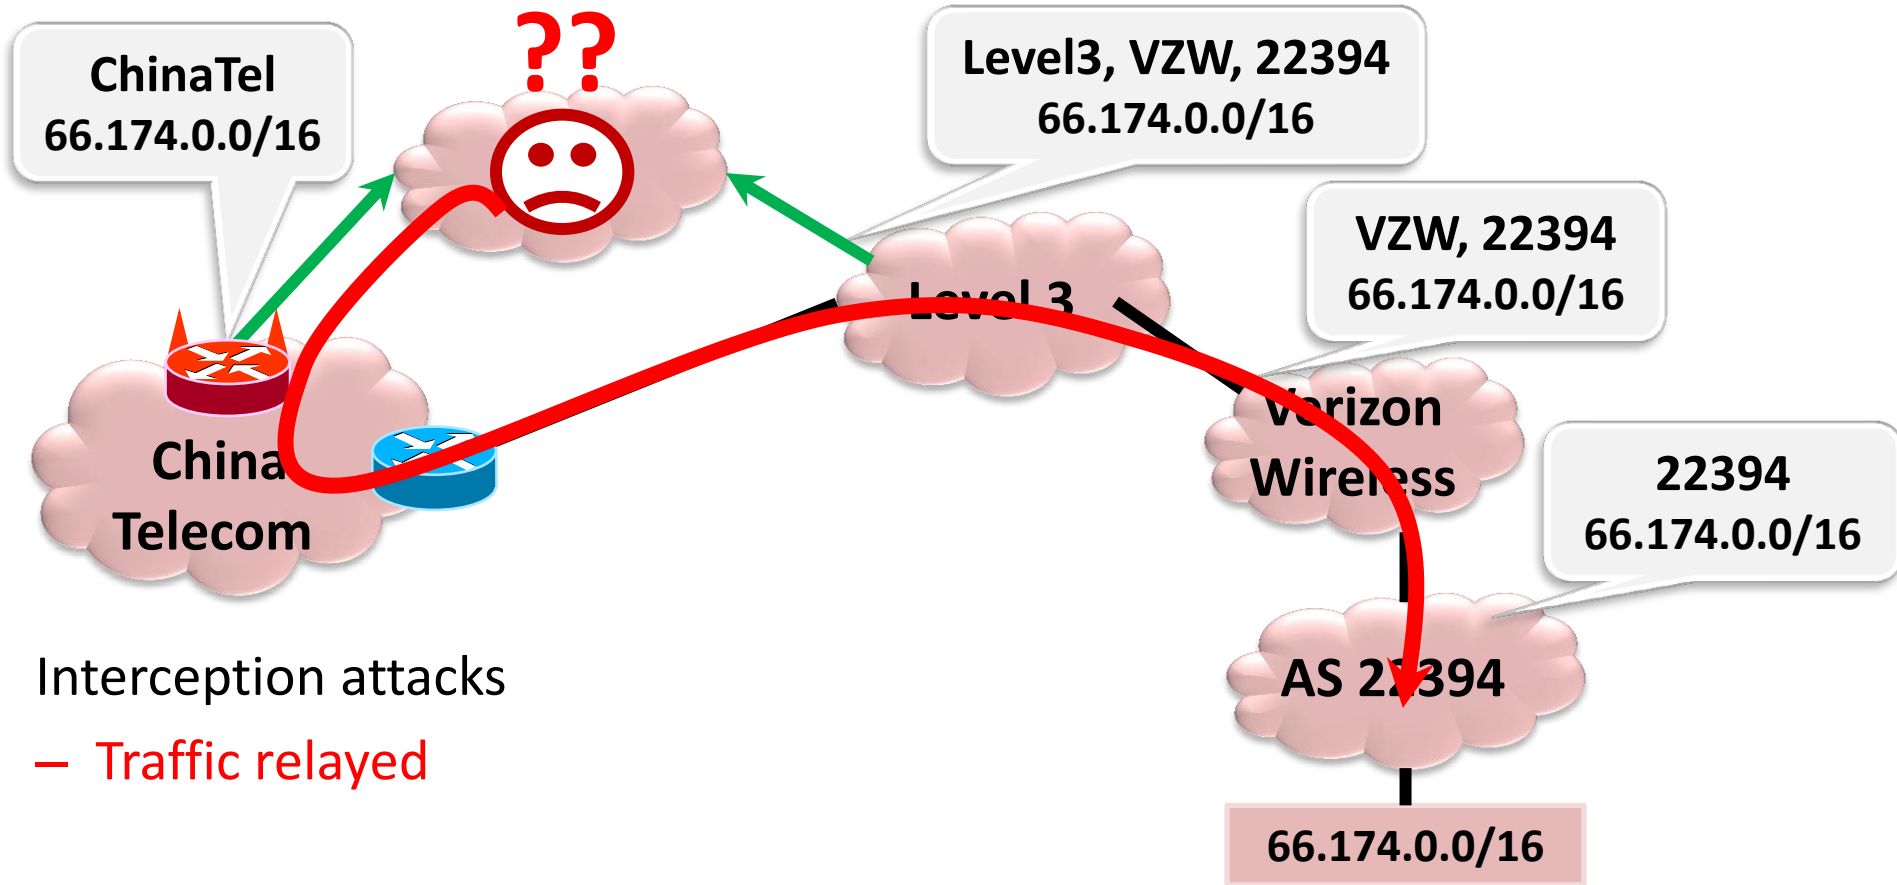 ??
ChinaTel
66.174.0.0/16
Level3, VZW, 22394
66.174.0.0/16
VZW, 22394
66.174.0.0/16
Level 3
Verizon
Wireless
China
Telecom
22394
66.174.0.0/16
AS 22394
Interception attacks
– Traffic relayed
66.174.0.0/16